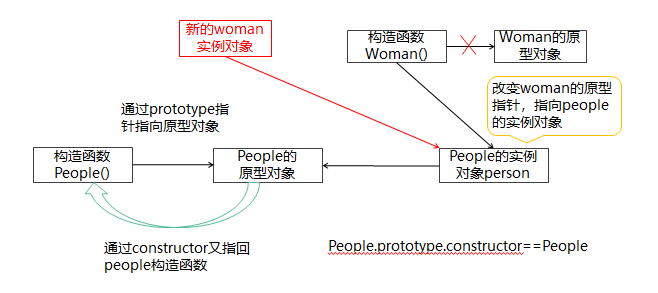 新的woman
实例对象
构造函数
Woman()
Woman的原
型对象
改变woman的原型
指针，指向people
的实例对象
通过prototype指
针指向原型对象
构造函数
People()
People的
原型对象
People的实例
对象person
通过constructor又指回
people构造函数
People.prototype.constructor==People